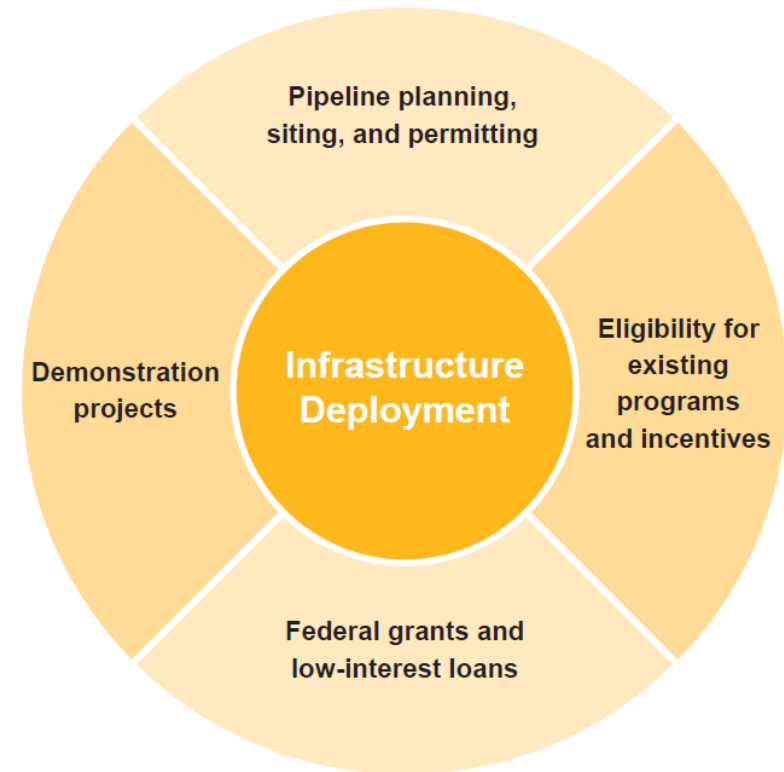 Pipeline planning,
siting, and permitting
Demonstration
projects
Infrastructure
Deployment
Eligibility for
existing
programs
and incentives
Federal grants and
low-interest loans